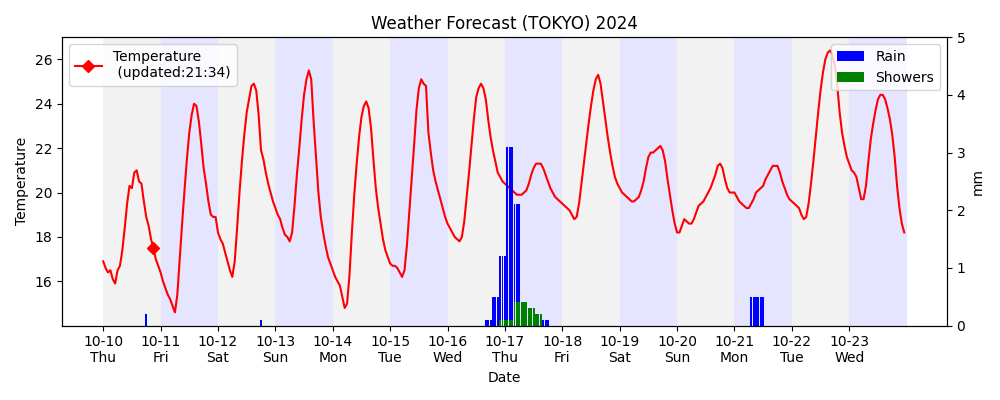 Weather Forecast (TOKYO) 2024
Temperature
(updated:21:34)
Rain
Showers
Temperature
26
24
22
20
18
16
5
4
3
2
1
0
mm
10-10 10-11 10-12 10-13 10-14 10-15 10-16 10-17 10-18 10-19 10-20 10-21 10-22 10-23
Thu Fri Sat Sun Mon Tue Wed Thu Fri Sat Sun Mon Tue Wed
Date